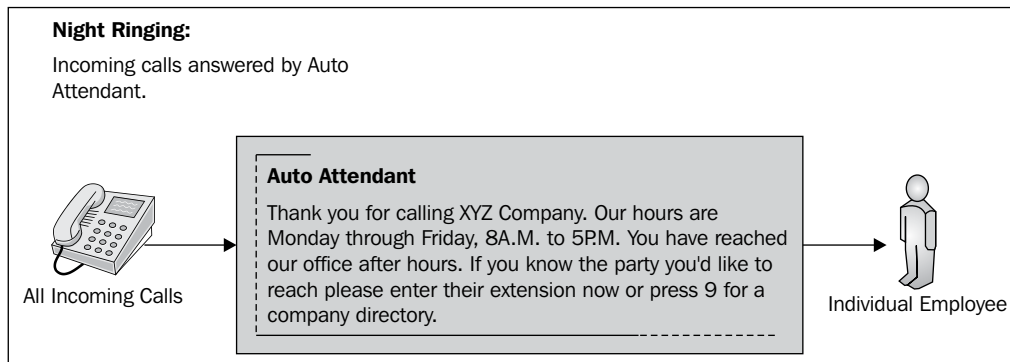 Night Ringing:
Incoming calls answered by Auto
Attendant.
Auto Attendant
Thank you for calling XYZ Company. Our hours are
Monday through Friday, 8A.M. to 5P.M. You have reached
our office after hours. If you know the party you'd like to
reach please enter their extension now or press 9 for a
company directory.
All Incoming Calls
Individual Employee